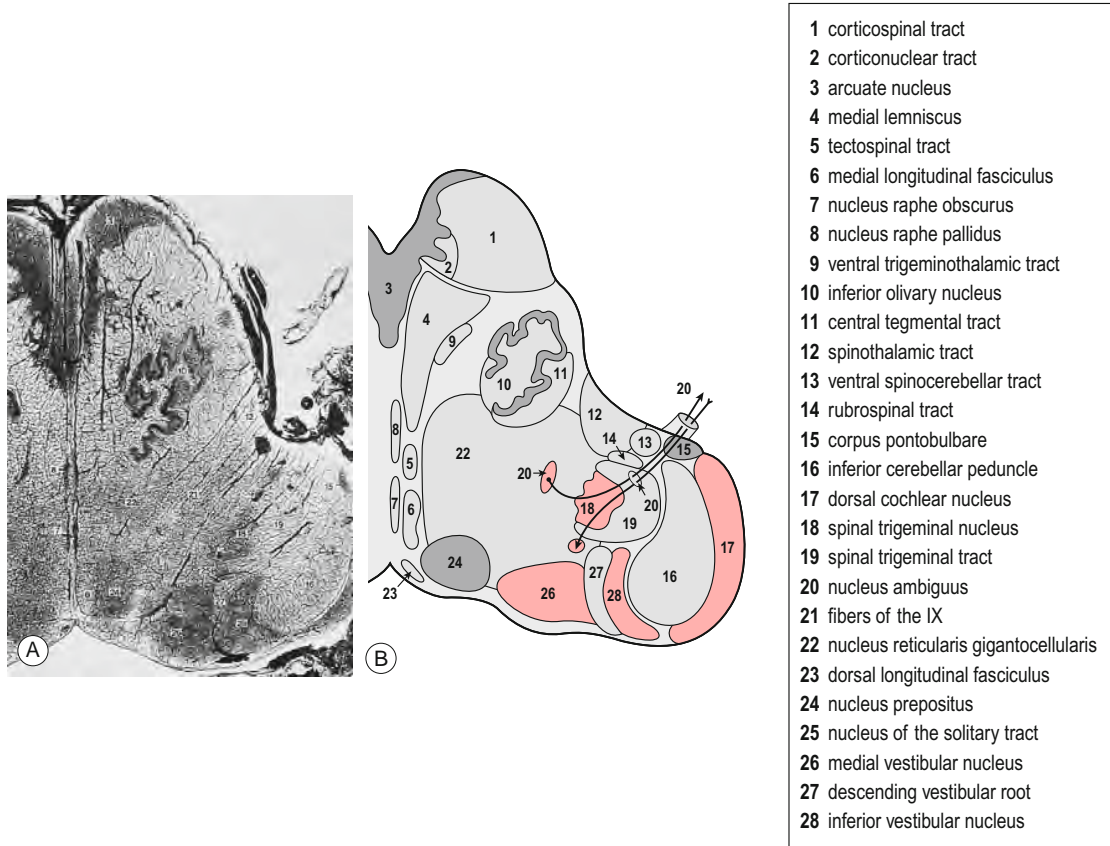 A
B
1
2
3
4
9
10
11
12
13
14
15
20
8
5
22
20
18
19
20
7
6
17
16
24
23
26
27
28
1 corticospinal tract
2 corticonuclear tract
3 arcuate nucleus
4 medial lemniscus
5 tectospinal tract
6 medial longitudinal fasciculus
7 nucleus raphe obscurus
8 nucleus raphe pallidus
9 ventral trigeminothalamic tract
10 inferior olivary nucleus
11 central tegmental tract
12 spinothalamic tract
13 ventral spinocerebellar tract
14 rubrospinal tract
15 corpus pontobulbare
16 inferior cerebellar peduncle
17 dorsal cochlear nucleus
18 spinal trigeminal nucleus
19 spinal trigeminal tract
20 nucleus ambiguus
21 fibers of the IX
22 nucleus reticularis gigantocellularis
23 dorsal longitudinal fasciculus
24 nucleus prepositus
25 nucleus of the solitary tract
26 medial vestibular nucleus
27 descending vestibular root
28 inferior vestibular nucleus